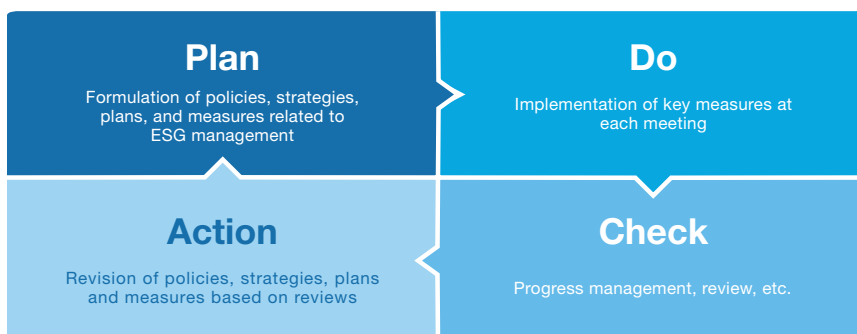 Plan
Formulation of policies, strategies,
plans, and measures related to
ESG management
Do
Implementation of key measures at
each meeting
Action
Revision of policies, strategies, plans
and measures based on reviews
Check
Progress management, review, etc.